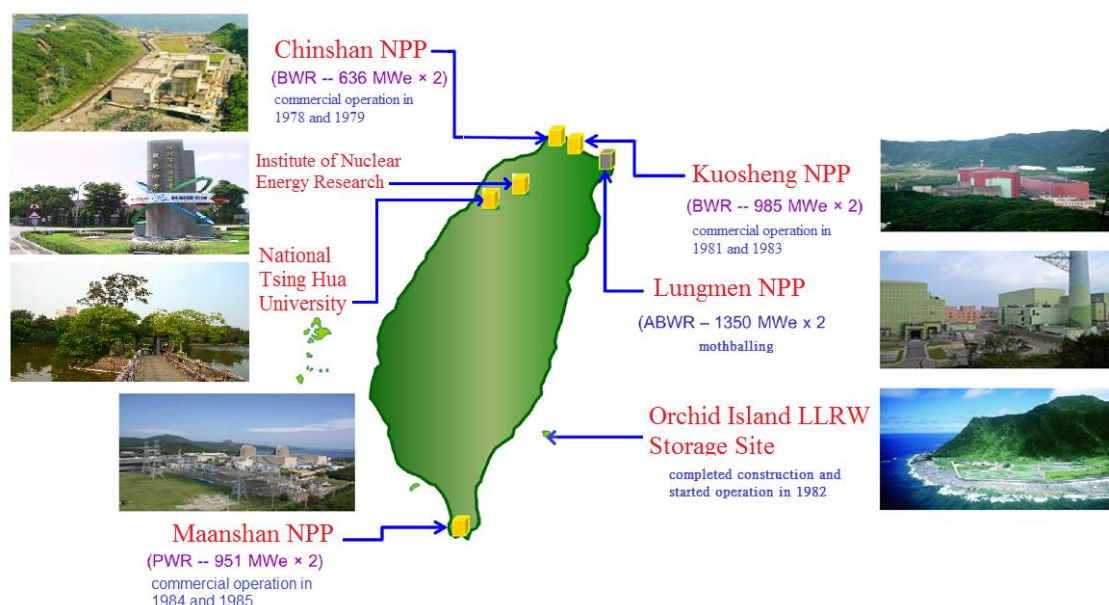 Chinshan NPP
(BWR -- 636 MWe × 2)
commercial operation in
1978 and 1979
Institute of Nuclear
Energy Research
National
Tsing Hua
University
Kuosheng NPP
(BWR -- 985 MWe × 2)
commercial operation in
1981 and 1983
Lungmen NPP
(ABWR – 1350 MWe x 2
mothballing
Orchid Island LLRW
Storage Site
completed construction and
started operation in 1982
Maanshan NPP
(PWR -- 951 MWe × 2)
commercial operation in
1984 and 1985